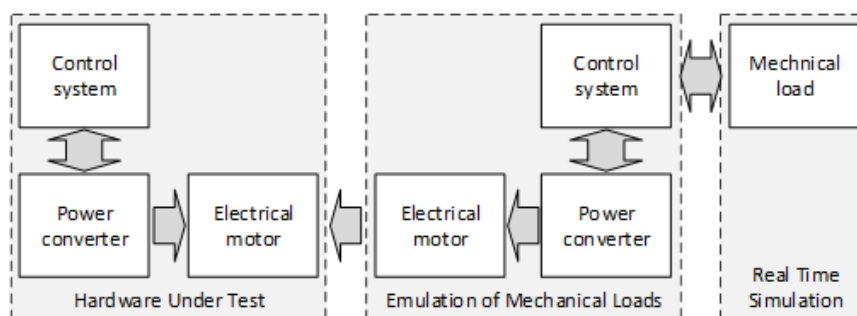 Control
system
Power
converter
Electrical
motor
Hardware Under Test
Control
system
Electrical
motor
Power
converter
Emulation of Mechanical Loads
Mechnical
load
Real Time
Simulation